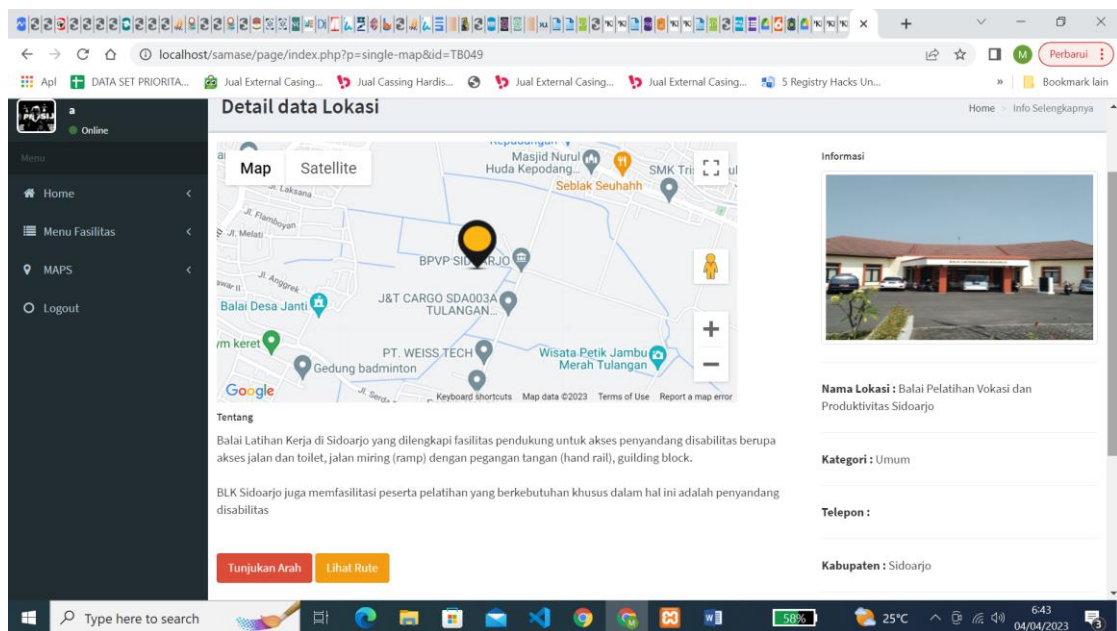 localhost/samase/page/index.php?p=single-map&id=TB049
M
Perbarui
Apl
DATA SET PRIORITA...
Jual External Casing...
Jual Cassing Hardis...
Jual External Casing...
Jual External Casing...
5 Registry Hacks Un...
»
Bookmark lain
a
Online
Detail data Lokasi
Home > Info Selengkapnya
Menu
Home
Menu Fasilitas
MAPS
Logout
Map
Satellite
Masjid Nurul
Huda Kepodang...
Seblak Seuhahh
SMK Tri
Laksana
Jl. Flamboyan
Jl. Melati
BPVP SID ARJO
Jl. Anggrek
Balai Desa Janti
J&T CARGO SDA003A
TULANGAN...
ym keret
Gedung badminton
PT. WEISS TECH
Wisata Petik Jambu
Merah Tulangan
Google
Keyboard shortcuts
Map data ©2023
Terms of Use
Report a map error
Tentang
Balai Latihan Kerja di Sidoarjo yang dilengkapi fasilitas pendukung untuk akses penyandang disabilitas berupa
akses jalan dan toilet, jalan miring (ramp) dengan pegangan tangan (hand rail), guilding block.
BLK Sidoarjo juga memfasilitasi peserta pelatihan yang berkebutuhan khusus dalam hal ini adalah penyandang
disabilitas
Tunjukan Arah
Lihat Rute
Informasi
Nama Lokasi : Balai Pelatihan Vokasi dan
Produktivitas Sidoarjo
Kategori : Umum
Telepon :
Kabupaten : Sidoarjo
Type here to search
58%
25°C
6:43
04/04/2023
3